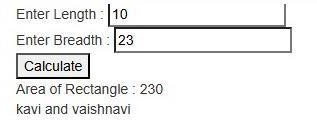 Enter Length : 10
Enter Breadth : 23
Calculate
Area of Rectangle : 230
kavi and vaishnavi